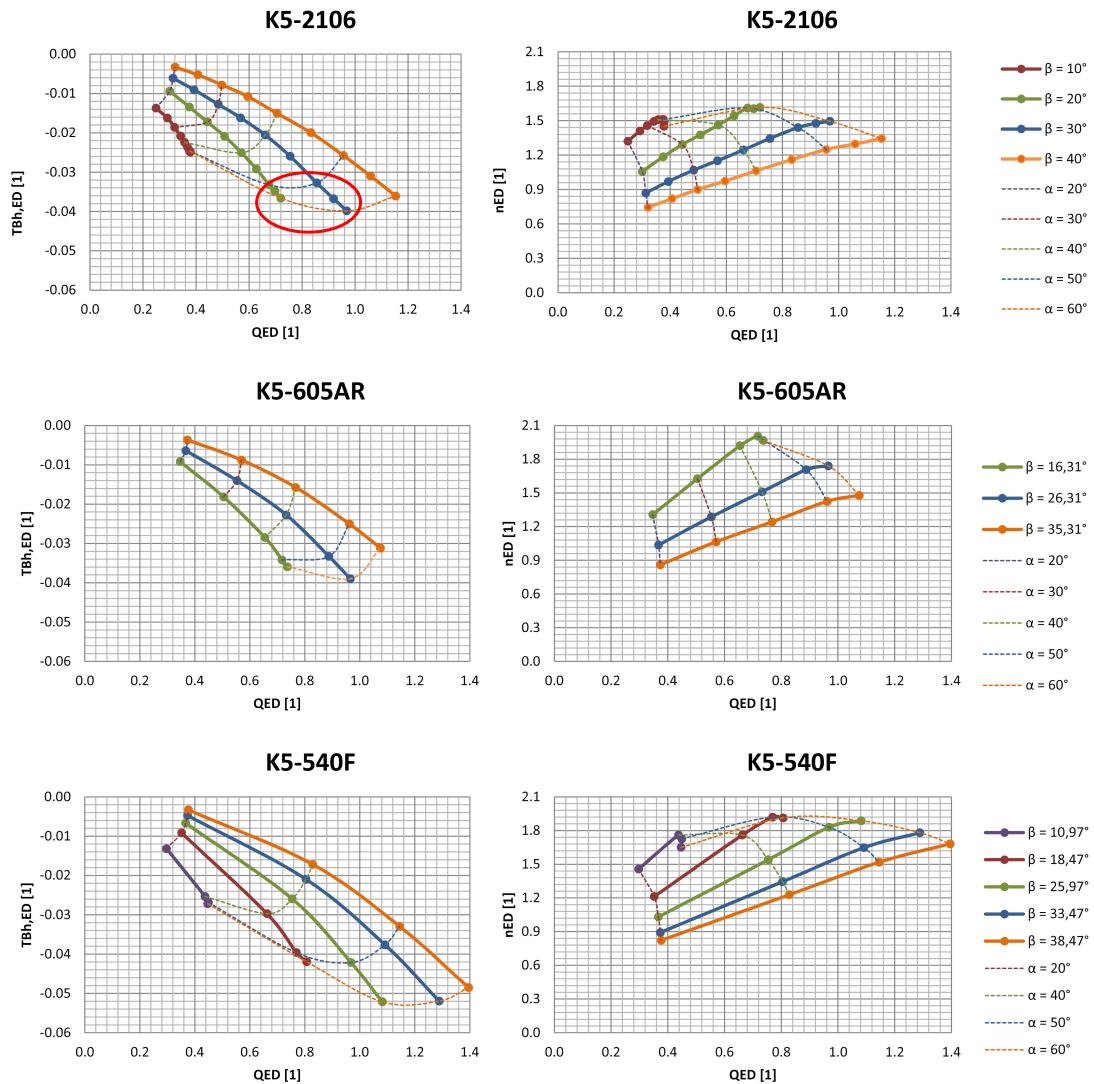 K5-2106
0.00
-0.01
-0.02
-0.03
-0.04
-0.05
-0.06
TBh,ED [1]
0.0 0.2 0.4 0.6 0.8 1.0 1.2 1.4
QED [1]
K5-2106
2.1
1.8
1.5
1.2
0.9
0.6
0.3
0.0
nED [1]
0.0 0.2 0.4 0.6 0.8 1.0 1.2 1.4
QED [1]
β = 10°
β = 20°
β = 30°
β = 40°
α = 20°
α = 30°
α = 40°
α = 50°
α = 60°
K5-605AR
0.00
-0.01
-0.02
-0.03
-0.04
-0.05
-0.06
TBh,ED [1]
0.0 0.2 0.4 0.6 0.8 1.0 1.2 1.4
QED [1]
K5-605AR
2.1
1.8
1.5
1.2
0.9
0.6
0.3
0.0
nED [1]
0.0 0.2 0.4 0.6 0.8 1.0 1.2 1.4
QED [1]
β = 16,31°
β = 26,31°
β = 35,31°
α = 20°
α = 30°
α = 40°
α = 50°
α = 60°
K5-540F
0.00
-0.01
-0.02
-0.03
-0.04
-0.05
-0.06
TBh,ED [1]
0.0 0.2 0.4 0.6 0.8 1.0 1.2 1.4
QED [1]
K5-540F
2.1
1.8
1.5
1.2
0.9
0.6
0.3
0.0
nED [1]
0.0 0.2 0.4 0.6 0.8 1.0 1.2 1.4
QED [1]
β = 10,97°
β = 18,47°
β = 25,97°
β = 33,47°
β = 38,47°
α = 20°
α = 40°
α = 50°
α = 60°